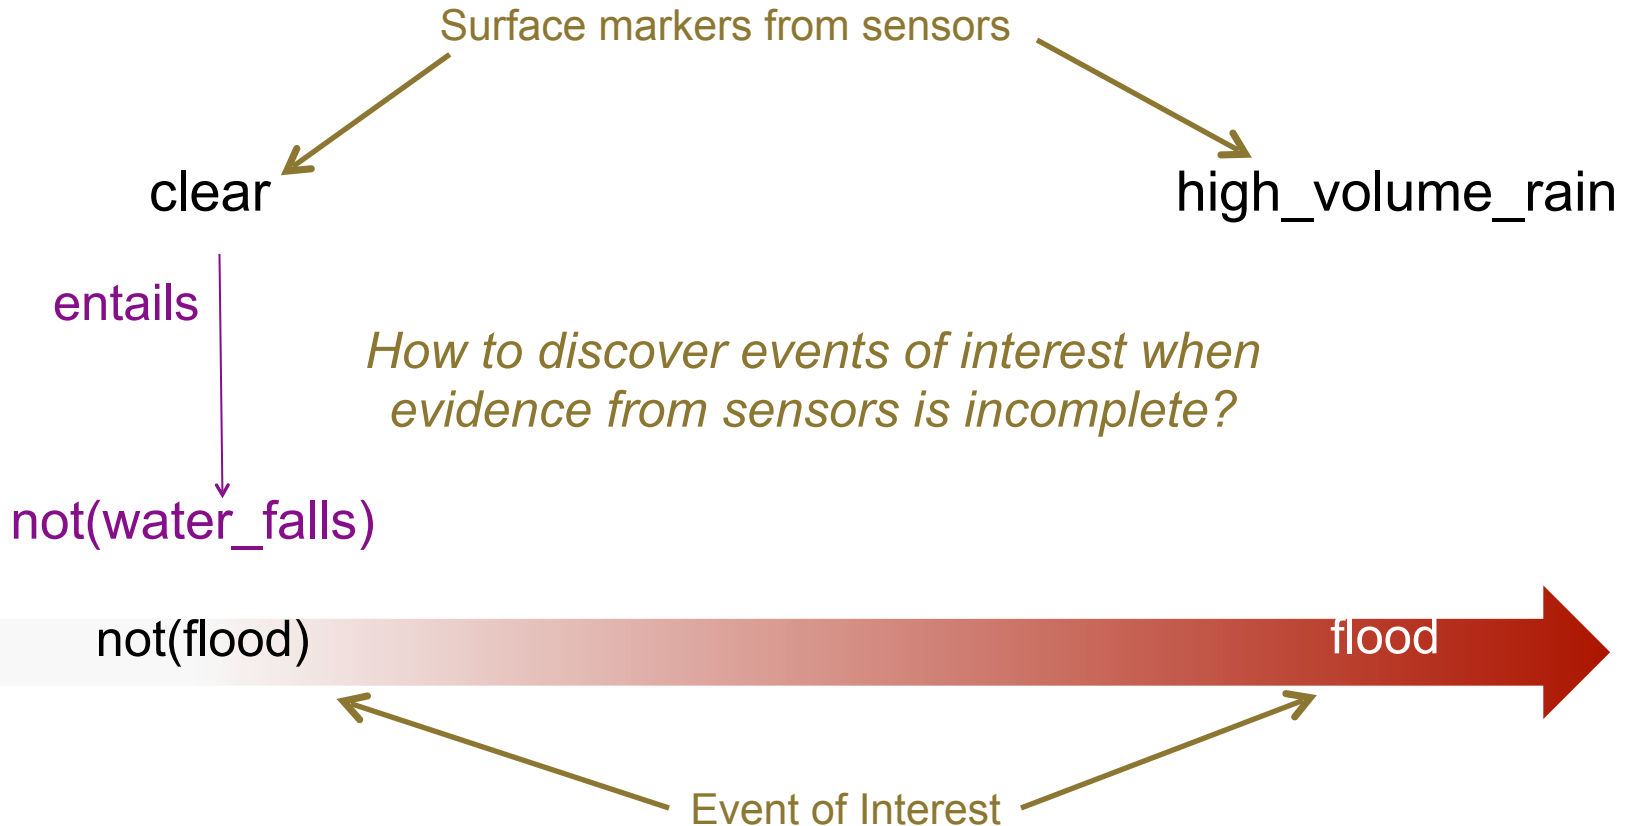 Surface markers from sensors
clear
high_volume_rain
entails
How to discover events of interest when
evidence from sensors is incomplete?
not(water_falls)
not(flood)
flood
Event of Interest